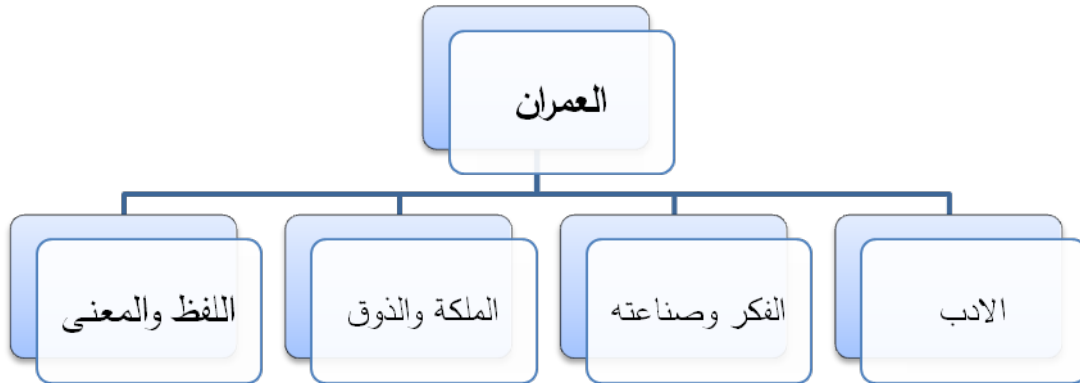 العمران
الادب
الفكر وصناعته
الملكة والذوق
اللفظ والمعنى